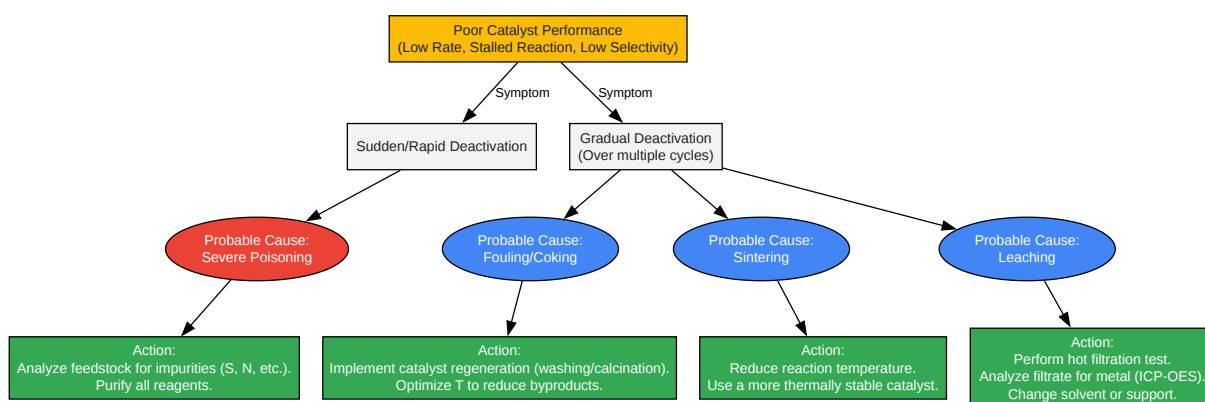 Poor Catalyst Performance
(Low Rate, Stalled Reaction, Low Selectivity)
Symptom
Symptom
Sudden/Rapid Deactivation
Gradual Deactivation
(Over multiple cycles)
Probable Cause:
Severe Poisoning
Probable Cause:
Fouling/Coking
Probable Cause:
Sintering
Probable Cause:
Leaching
Action:
Analyze feedstock for impurities (S, N, etc.).
Purify all reagents.
Action:
Implement catalyst regeneration (washing/calcination).
Optimize T to reduce byproducts.
Action:
Reduce reaction temperature.
Use a more thermally stable catalyst.
Action:
Perform hot filtration test.
Analyze filtrate for metal (ICP-OES).
Change solvent or support.